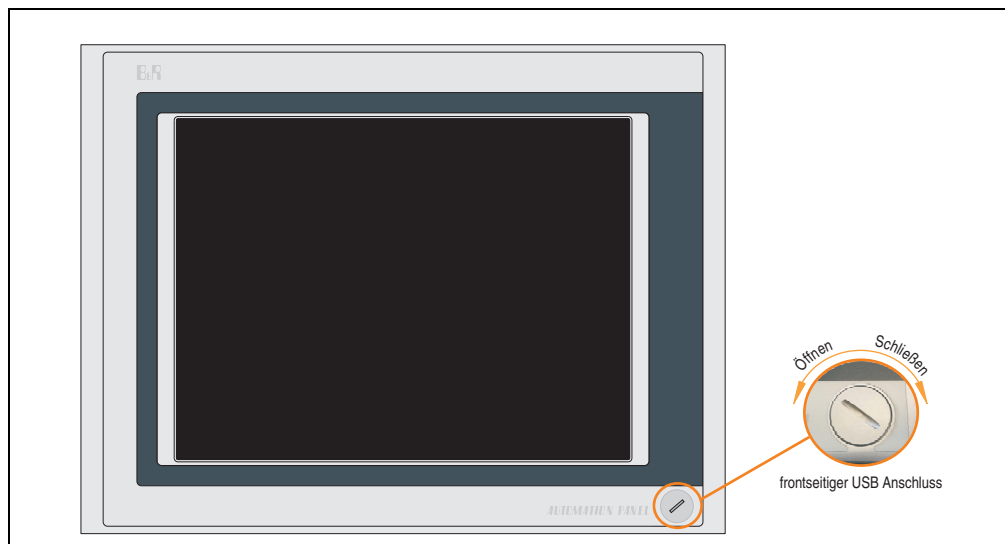 B&R
AUTOMATION PANEL
Öffnen
Schließen
frontseitiger USB Anschluss